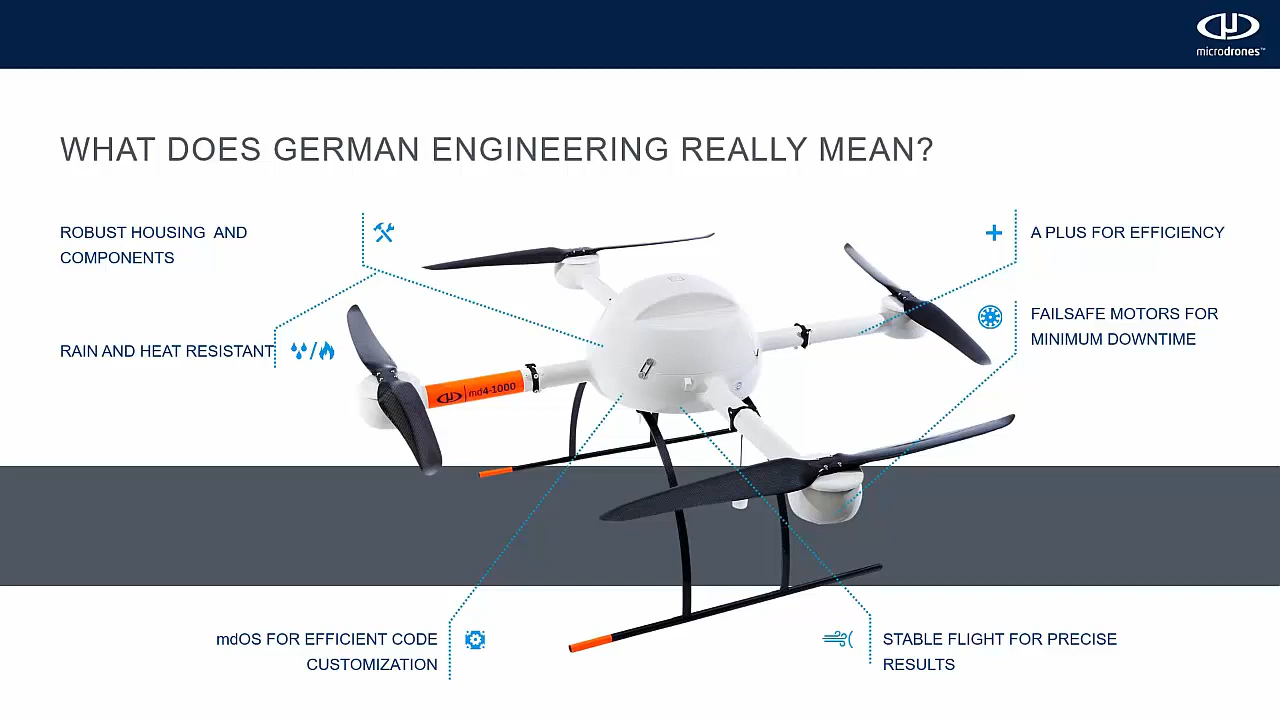 microdrones™
WHAT DOES GERMAN ENGINEERING REALLY MEAN?
ROBUST HOUSING AND
COMPONENTS
A PLUS FOR EFFICIENCY
FAILSAFE MOTORS FOR
MINIMUM DOWNTIME
RAIN AND HEAT RESISTANT
md4-1000
mdOS FOR EFFICIENT CODE
CUSTOMIZATION
STABLE FLIGHT FOR PRECISE
RESULTS